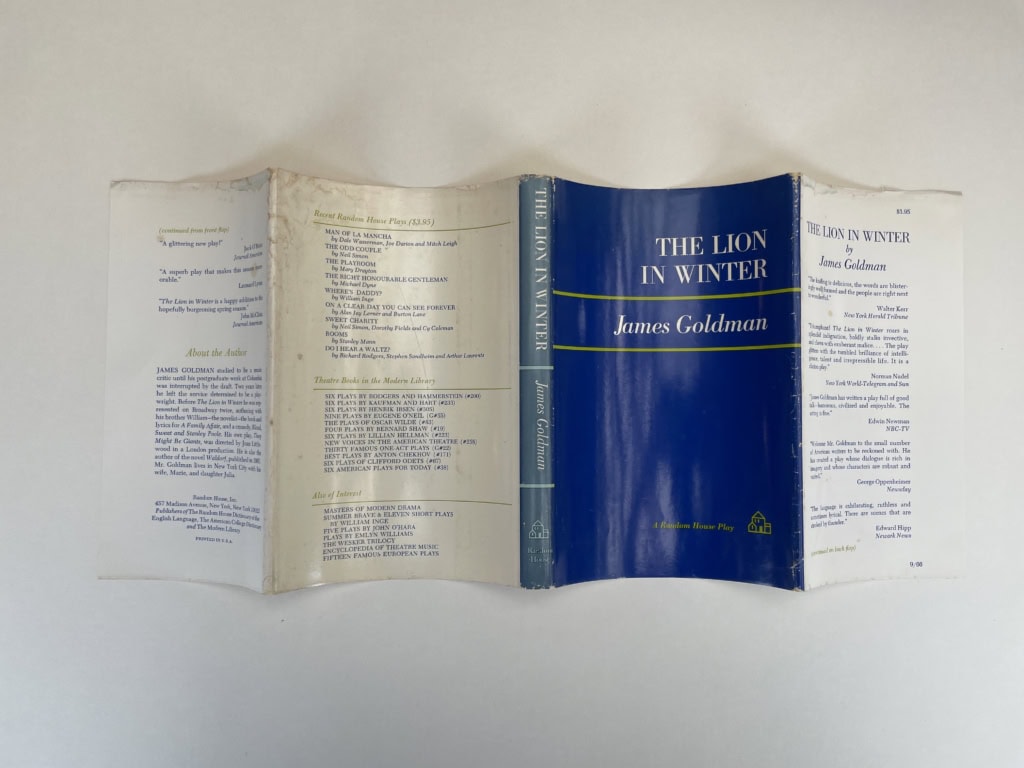 (continued from front flap)
"A glittering new play!"
Journal American
"A superb play that makes this season mem-
orable."
Leonard Lyons
"The Lion in Winter is a happy addition to the
hopefully burgeoning spring season."
John McClain
Journal American
About the Author
JAMES GOLDMAN studied to be a music
critic until his postgraduate work at Columbia
was interrupted by the draft. Two years later
he left the service determined to be a play-
wright. Before The Lion in Winter he was rep-
resented on Broadway twice, authoring with
his brother William—the novelist—the book and
lyrics for A Family Affair, and a comedy, Blood,
Sweat and Stanley Poole. His own play, They
Might Be Giants, was directed by Joan Little-
wood in a London production. He is also the
author of the novel Waldorf, published in 1965.
Mr. Goldman lives in New York City with his
wife, Marie, and daughter Julia.
Random House, Inc.
457 Madison Avenue, New York, New York 10022
Publishers of The Random House Dictionary of the
English Language, The American College Dictionary
and The Modern Library
PRINTED IN U.S.A.
Recent Random House Plays ($3.95)
MAN OF LA MANCHA
by Dale Wasserman, Joe Darion and Mitch Leigh
THE ODD COUPLE
by Neil Simon
THE PLAYROOM
by Mary Drayton
THE RIGHT HONOURABLE GENTLEMAN
by Michael Dyne
WHERE'S DADDY?
by William Inge
ON A CLEAR DAY YOU CAN SEE FOREVER
by Alan Jay Lerner and Burton Lane
SWEET CHARITY
by Neil Simon, Dorothy Fields and Cy Coleman
ROOMS
by Stanley Mann
DO I HEAR A WALTZ?
by Richard Rodgers, Stephen Sondheim and Arthur Laurents
Theatre Books in the Modern Library
SIX PLAYS BY RODGERS AND HAMMERSTEIN (#200)
SIX PLAYS BY KAUFMAN AND HART (#233)
SIX PLAYS BY HENRIK IBSEN (#305)
NINE PLAYS BY EUGENE O'NEIL (G55)
THE PLAYS OF OSCAR WILDE (#83)
FOUR PLAYS BY BERNARD SHAW (#19)
SIX PLAYS BY LILLIAN HELLMAN (#223)
NEW VOICES IN THE AMERICAN THEATRE (#258)
THIRTY FAMOUS ONE ACT PLAYS (G#22)
BEST PLAYS BY ANTON CHEKHOV (#171)
SIX PLAYS OF CLIFFORD ODETS (#67)
SIX AMERICAN PLAYS FOR TODAY (#38)
Also of Interest
MASTERS OF MODERN DRAMA
SUMMER BRAVE & ELEVEN SHORT PLAYS
by WILLIAM INGE
FIVE PLAYS BY JOHN O'HARA
PLAYS BY EMLYN WILLIAMS
THE WESKER TRILOGY
ENCYCLOPEDIA OF THEATRE MUSIC
FIFTEEN FAMOUS EUROPEAN PLAYS
THE LION IN WINTER
James Goldman
Random
House
THE LION
IN WINTER
James Goldman
A Random House Play
$3.95
THE LION IN WINTER
by
James Goldman
"The kidding is delicious, the words are blister-
ingly well-formed and the people are right next
to wonderful."
Walter Kerr
New York Herald Tribune
"Triumphant! The Lion in Winter roars in
splendid indignation, boldly stalks invective,
and claws with exuberant malice. . . . The play
glistens with the tumbled brilliance of intelli-
gence, talent and irrepressible life. It is a
play."
Norman Nadel
New York World-Telegram and Sun
"James Goldman has written a play full of good
humorous, civilized and enjoyable. The
Edwin Newman
NBC-TV
"Welcome Mr. Goldman to the small number
of American writers to be reckoned with. He
has created a play whose dialogue is rich in
imagery and whose characters are robust and
George Oppenheimer
Newsday
"The language is exhilarating, ruthless and
sometimes lyrical. There are scenes that are
by founder."
Edward Hipp
Newark News
(continued on back flap)
9/66